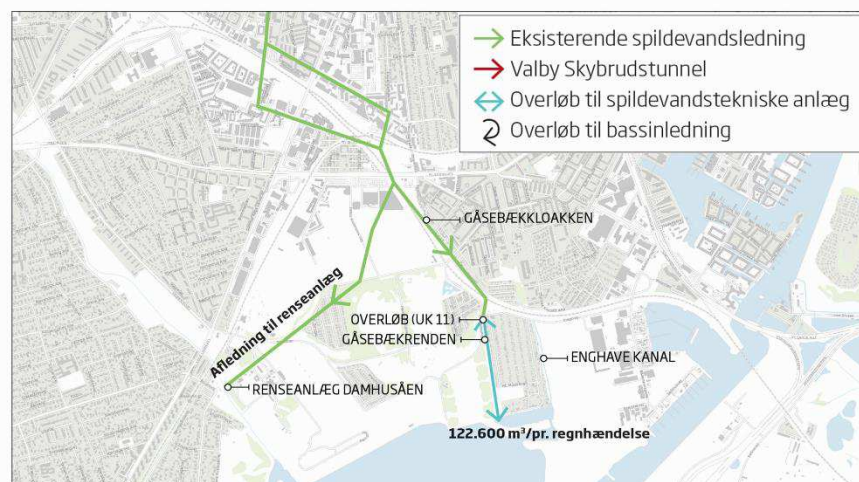 Eksisterende spildevandsledning
Valby Skybrudstunnel
Overløb til spildevandstekniske anlæg
Overløb til bassinledning
GÅSEBÆKKLOAKKEN
Afledning til renseanlæg
OVERLØB (UK 11)
GÅSEBÆKRENDEN
ENGHAVE KANAL
RENSEANLÆG DAMHUSÅEN
122.600 m³/pr. regnhændelse